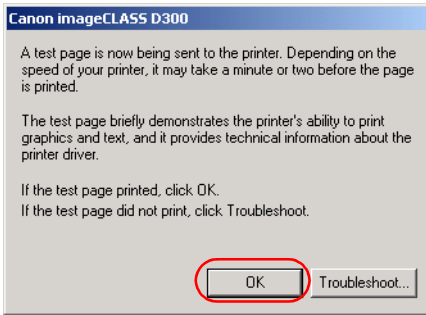 Canon imageCLASS D300
A test page is now being sent to the printer. Depending on the
speed of your printer, it may take a minute or two before the page
is printed.
The test page briefly demonstrates the printer's ability to print
graphics and text, and it provides technical information about the
printer driver.
If the test page printed, click OK.
If the test page did not print, click Troubleshoot.
OK
Troubleshoot...